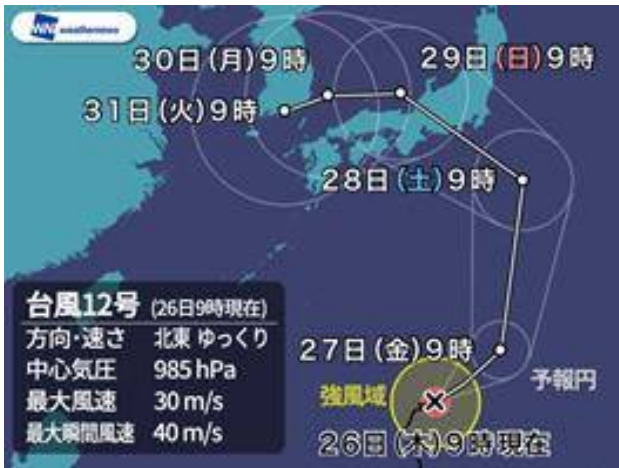 weathernews
30日(月)9時
29日(日)9時
31日(火)9時
28日(土)9時
27日(金)9時
予報円
強風域
26日(木)9時現在
台風12号 (26日9時現在)
方向・速さ 北東 ゆっくり
中心気圧 985 hPa
最大風速 30 m/s
最大瞬間風速 40 m/s